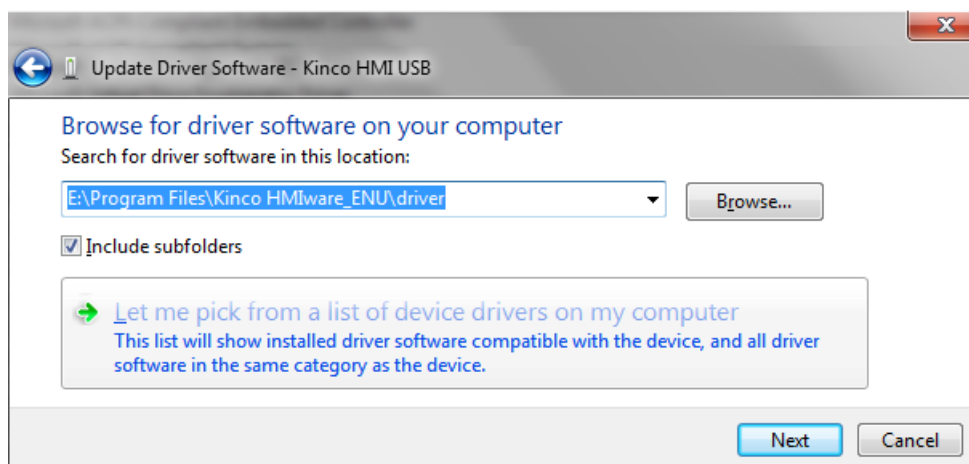 Update Driver Software - Kinco HMI USB
Browse for driver software on your computer
Search for driver software in this location:
E:\Program Files\Kinco HMIware_ENU\driver
Browse...
Include subfolders
Let me pick from a list of device drivers on my computer
This list will show installed driver software compatible with the device, and all driver
software in the same category as the device.
Next
Cancel